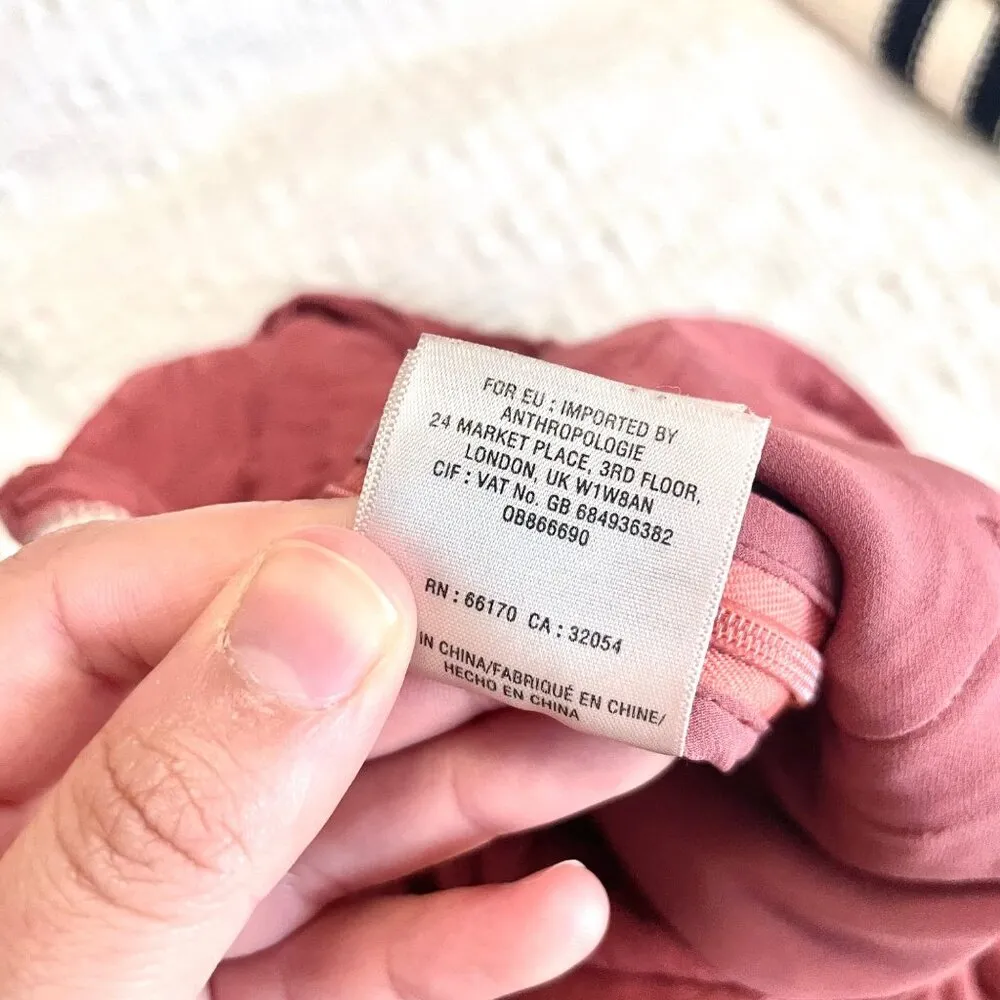 FOR EU : IMPORTED BY
ANTHROPOLOGIE
24 MARKET PLACE, 3RD FLOOR,
LONDON, UK W1W8AN
CIF : VAT No. GB 684936382
OB866690
RN : 66170 CA : 32054
IN CHINA/FABRIQUÉ EN CHINE/
HECHO EN CHINA